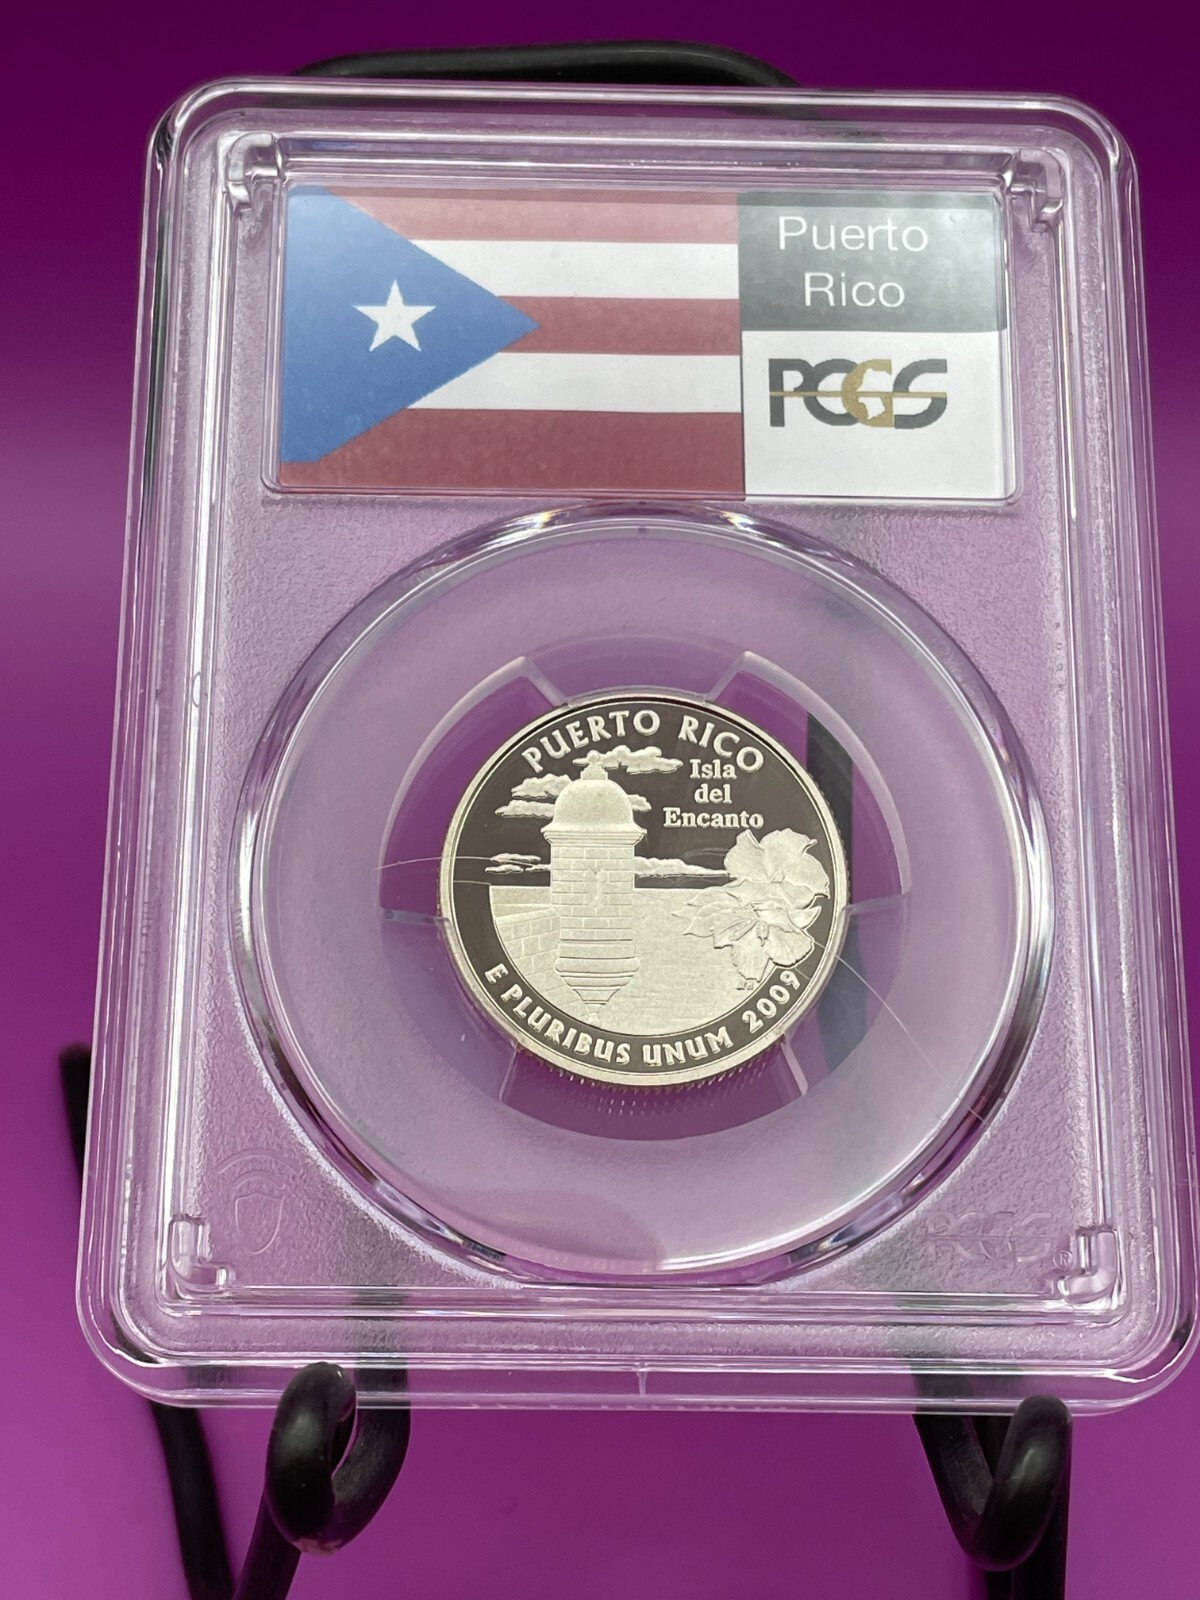 Puerto
Rico
PCGS
PUERTO RICO
Isla
del
Encanto
E PLURIBUS UNUM 2009
PCGS